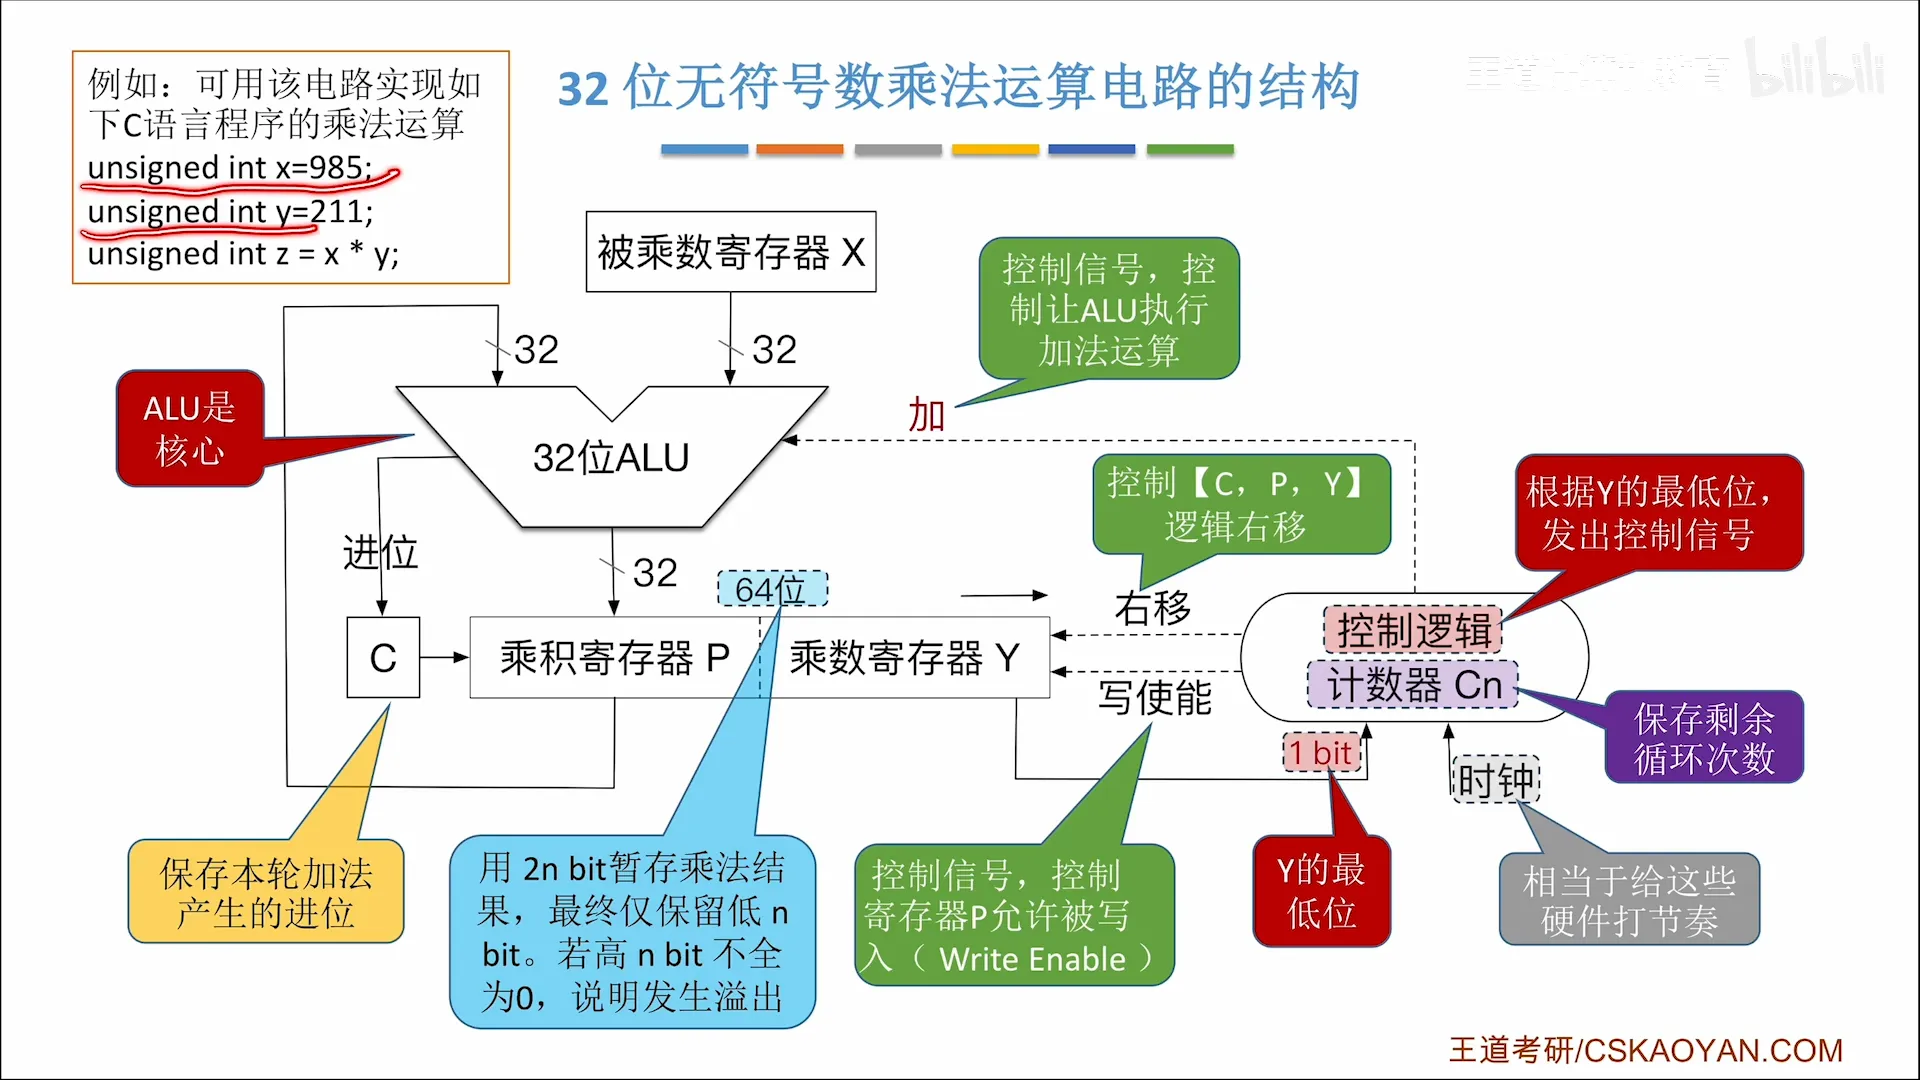 32 位无符号数乘法运算电路的结构
bilibili
例如：可用该电路实现如
下C语言程序的乘法运算
unsigned int x=985;
unsigned int y=211;
unsigned int z = x * y;
被乘数寄存器 X
控制信号，控
制让ALU执行
加法运算
32
32
ALU是
核心
加
32位ALU
控制【C，P，Y】
逻辑右移
根据Y的最低位，
发出控制信号
进位
32
64位
右移
控制逻辑
C
乘积寄存器 P
乘数寄存器 Y
计数器 Cn
写使能
保存剩余
循环次数
1 bit
时钟
保存本轮加法
产生的进位
用 2n bit暂存乘法结
果，最终仅保留低 n
bit。若高 n bit 不全
为0，说明发生溢出
控制信号，控制
寄存器P允许被写
入（ Write Enable ）
Y的最
低位
相当于给这些
硬件打节奏
王道考研/CSKAOYAN.COM